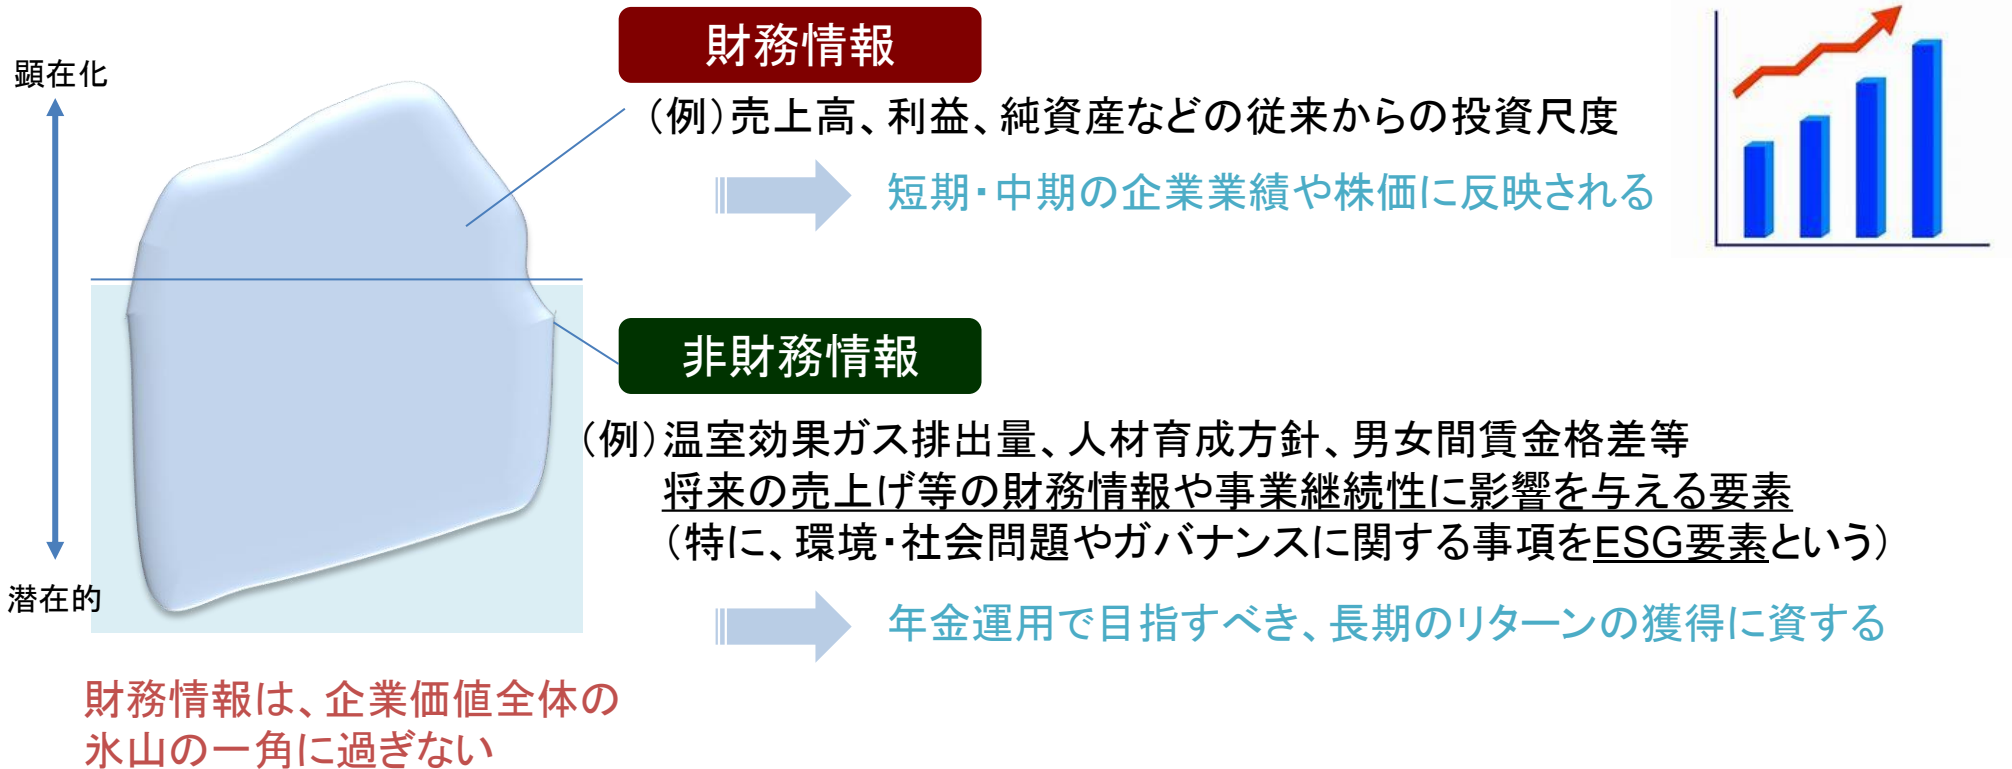 財務情報
顕在化
（例）売上高、利益、純資産などの従来からの投資尺度
短期・中期の企業業績や株価に反映される
非財務情報
（例）温室効果ガス排出量、人材育成方針、男女間賃金格差等
将来の売上げ等の財務情報や事業継続性に影響を与える要素
（特に、環境・社会問題やガバナンスに関する事項をESG要素という）
潜在的
年金運用で目指すべき、長期のリターンの獲得に資する
財務情報は、企業価値全体の
氷山の一角に過ぎない